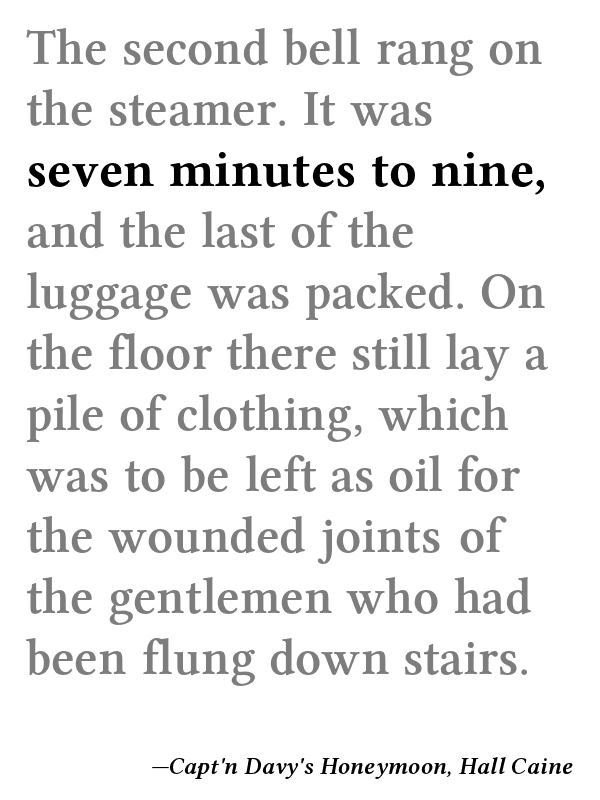 The second bell rang on
the steamer. It was
seven minutes to nine,
and the last of the
luggage was packed. On
the floor there still lay a
pile of clothing, which
was to be left as oil for
the wounded joints of
the gentlemen who had
been flung down stairs.
—Capt'n Davy's Honeymoon, Hall Caine